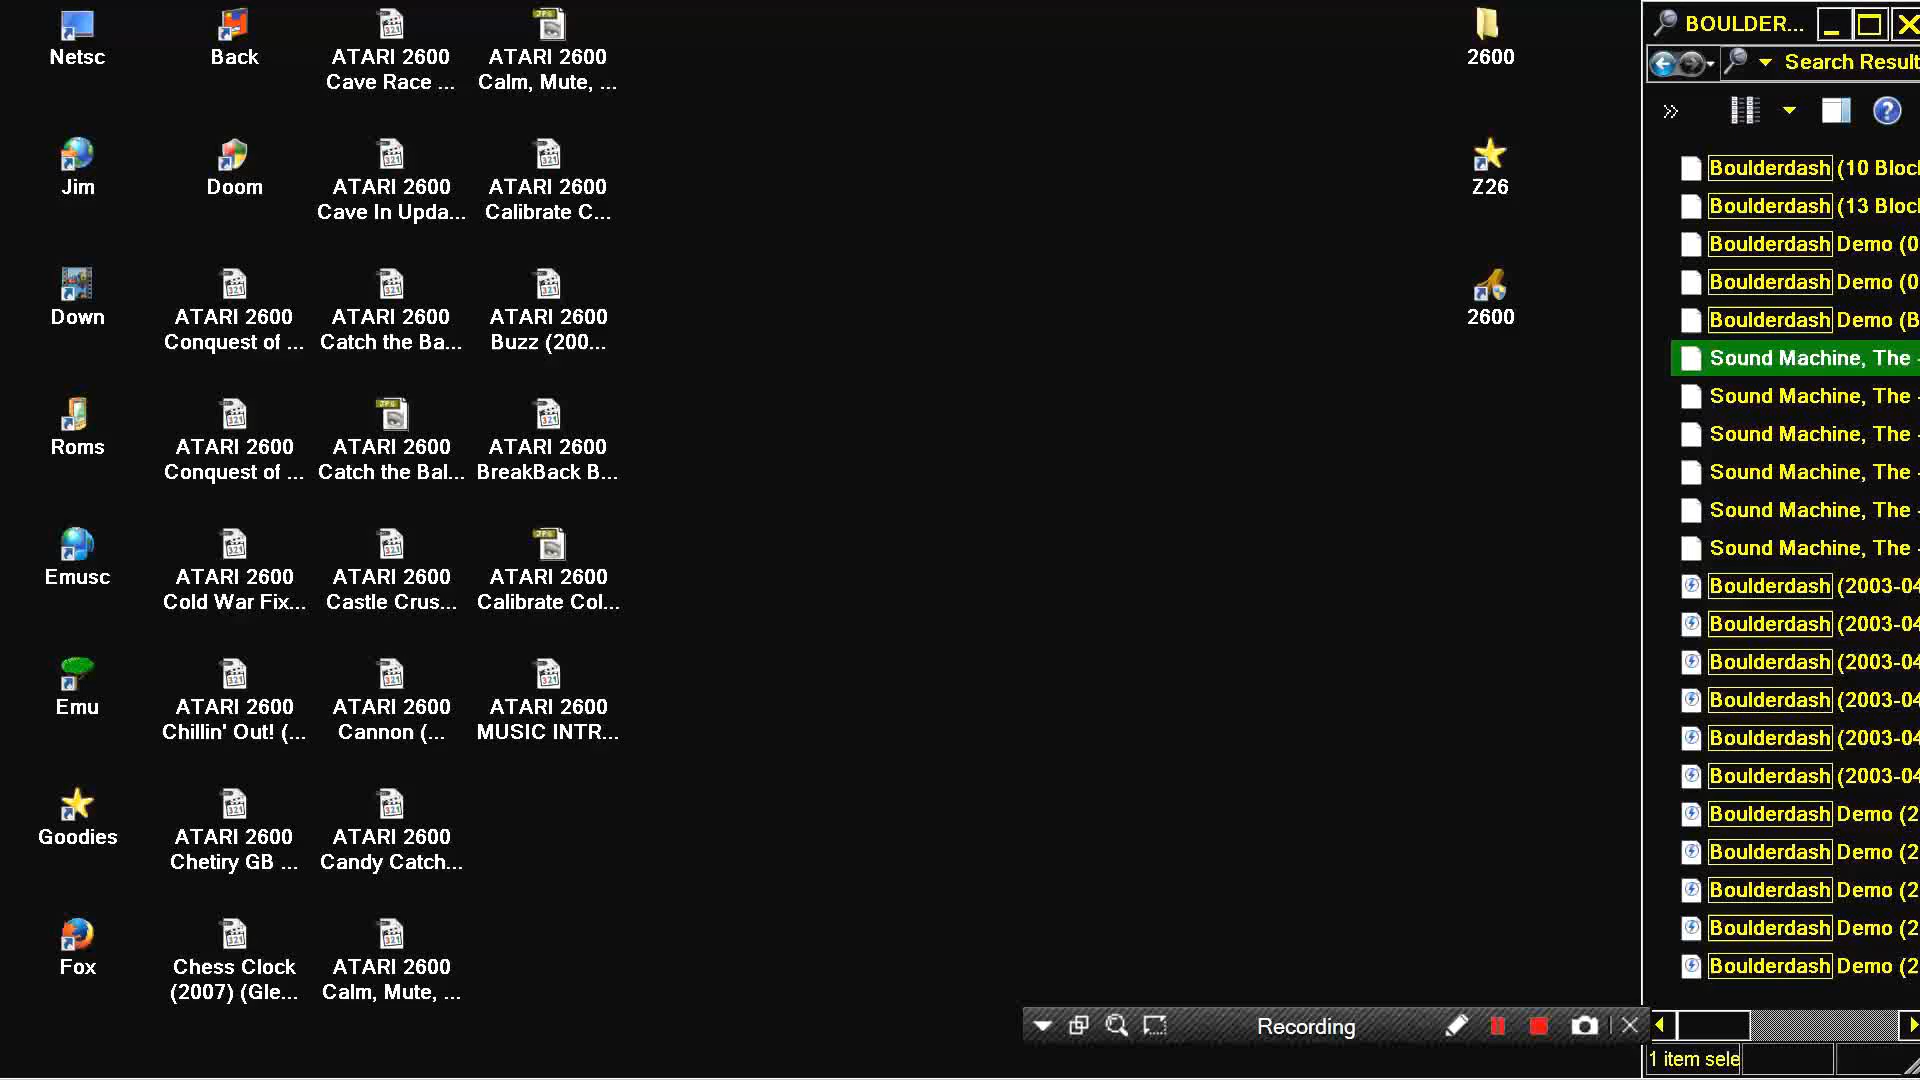 Netsc
Back
ATARI 2600
Cave Race ...
ATARI 2600
Calm, Mute, ...
2600
Jim
Doom
ATARI 2600
Cave In Upda...
ATARI 2600
Calibrate C...
Z26
Down
ATARI 2600
Conquest of ...
ATARI 2600
Catch the Ba...
ATARI 2600
Buzz (200...
2600
Roms
ATARI 2600
Conquest of ...
ATARI 2600
Catch the Bal...
ATARI 2600
BreakBack B...
Emusc
ATARI 2600
Cold War Fix...
ATARI 2600
Castle Crus...
ATARI 2600
Calibrate Col...
Emu
ATARI 2600
Chillin' Out! (...
ATARI 2600
Cannon (...
ATARI 2600
MUSIC INTR...
Goodies
ATARI 2600
Chetiry GB ...
ATARI 2600
Candy Catch...
Fox
Chess Clock
(2007) (Gle...
ATARI 2600
Calm, Mute, ...
BOULDER...
Search Result
Boulderdash (10 Bloc
Boulderdash (13 Bloc
Boulderdash Demo (0
Boulderdash Demo (0
Boulderdash Demo (B
Sound Machine, The -
Sound Machine, The -
Sound Machine, The -
Sound Machine, The -
Sound Machine, The -
Sound Machine, The -
Boulderdash (2003-04
Boulderdash (2003-04
Boulderdash (2003-04
Boulderdash (2003-04
Boulderdash (2003-04
Boulderdash (2003-04
Boulderdash Demo (2
Boulderdash Demo (2
Boulderdash Demo (2
Boulderdash Demo (2
Boulderdash Demo (2
Recording
1 item sele